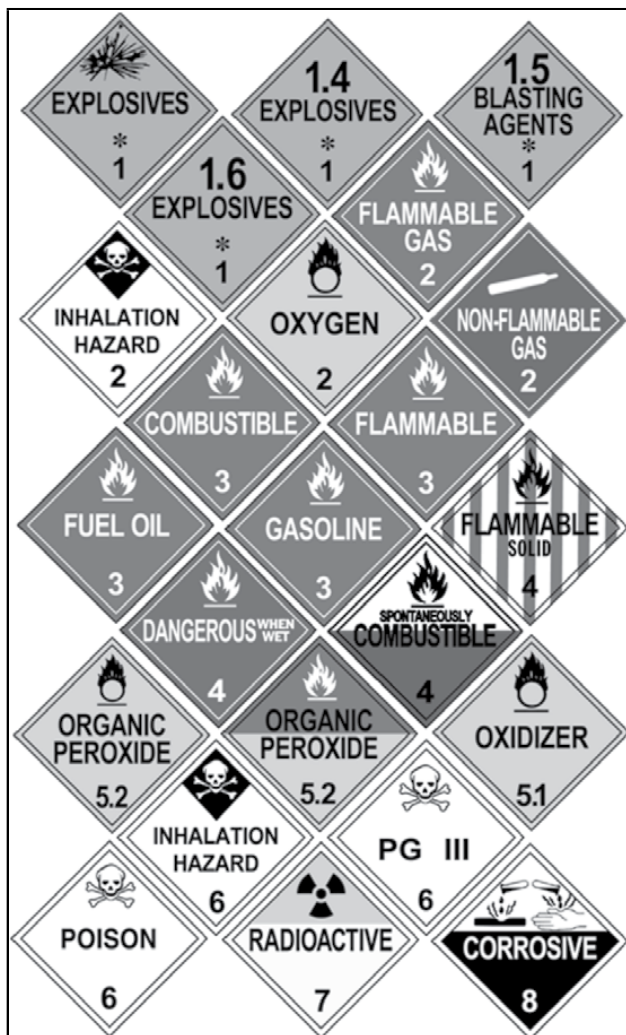 EXPLOSIVES
*
1
1.4
EXPLOSIVES
*
1
1.5
BLASTING
AGENTS
*
1
1.6
EXPLOSIVES
*
1
FLAMMABLE
GAS
2
INHALATION
HAZARD
2
OXYGEN
2
NON-FLAMMABLE
GAS
2
COMBUSTIBLE
3
FLAMMABLE
3
FUEL OIL
3
GASOLINE
3
FLAMMABLE
SOLID
4
DANGEROUS WHEN WET
4
SPONTANEOUSLY
COMBUSTIBLE
4
ORGANIC
PEROXIDE
5.2
ORGANIC
PEROXIDE
5.2
OXIDIZER
5.1
INHALATION
HAZARD
6
PG III
6
POISON
6
RADIOACTIVE
7
CORROSIVE
8